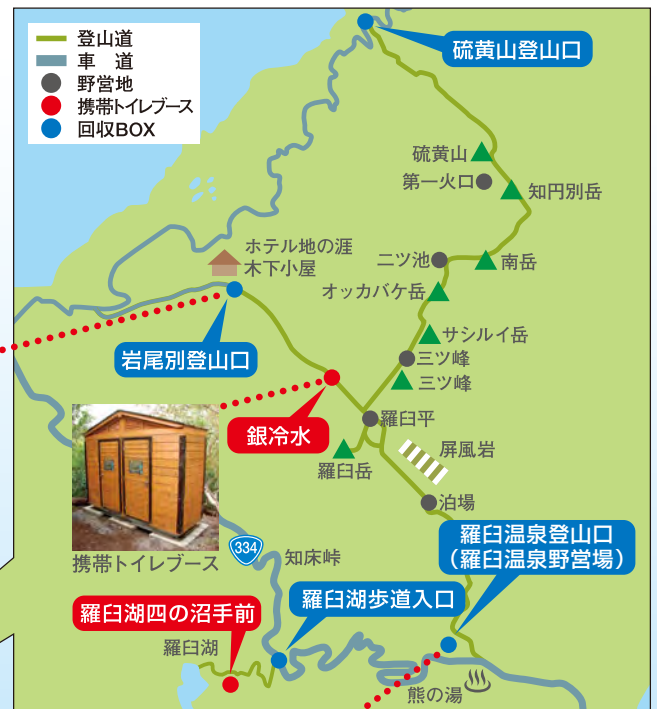 登山道
車　道
野営地
携帯トイレブース
回収BOX
硫黄山登山口
硫黄山
第一火口
知円別岳
ホテル地の涯
木下小屋
二ツ池
南岳
オッカバケ岳
サシルイ岳
三ツ峰
三ツ峰
岩尾別登山口
銀冷水
羅臼平
羅臼岳
屏風岩
泊場
携帯トイレブース
334
知床峠
羅臼温泉登山口
（羅臼温泉野営場）
羅臼湖歩道入口
羅臼湖四の沼手前
羅臼湖
熊の湯